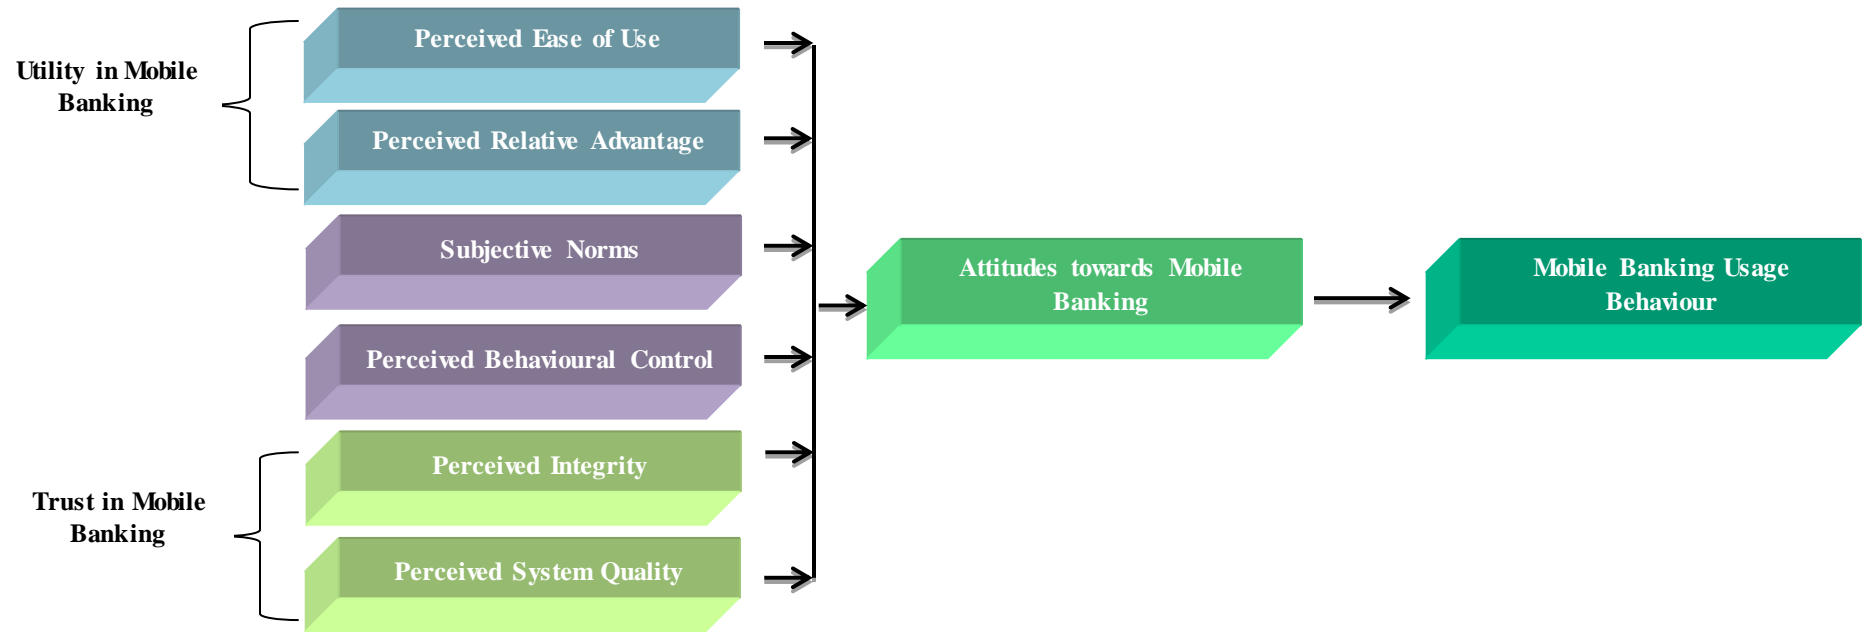 Utility in Mobile
Banking
Perceived Ease of Use
Perceived Relative Advantage
Subjective Norms
Perceived Behavioural Control
Trust in Mobile
Banking
Perceived Integrity
Perceived System Quality
Attitudes towards Mobile
Banking
Mobile Banking Usage
Behaviour